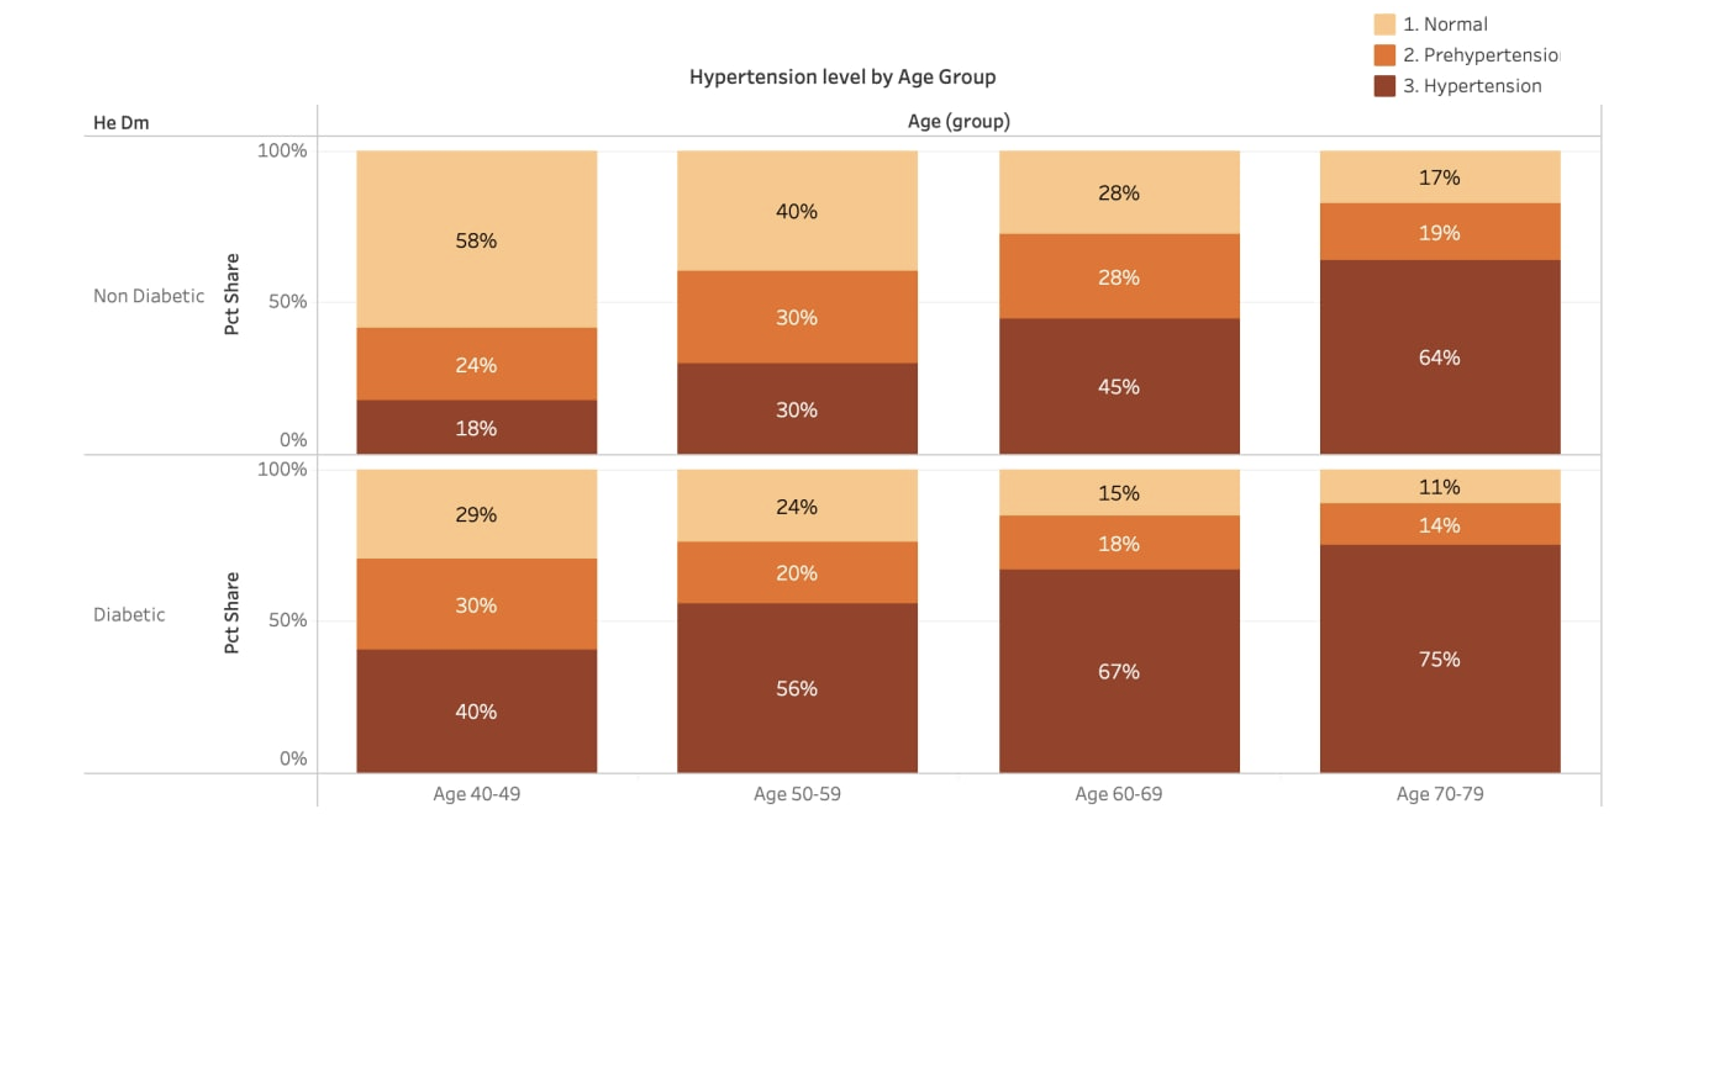 1. Normal
2. Prehypertensio
3. Hypertension
Hypertension level by Age Group
He Dm
Age (group)
Non Diabetic
Pct Share
100%
50%
0%
58%
40%
28%
17%
24%
30%
28%
19%
18%
30%
45%
64%
Diabetic
Pct Share
100%
50%
0%
29%
24%
15%
11%
30%
20%
18%
14%
40%
56%
67%
75%
Age 40-49
Age 50-59
Age 60-69
Age 70-79